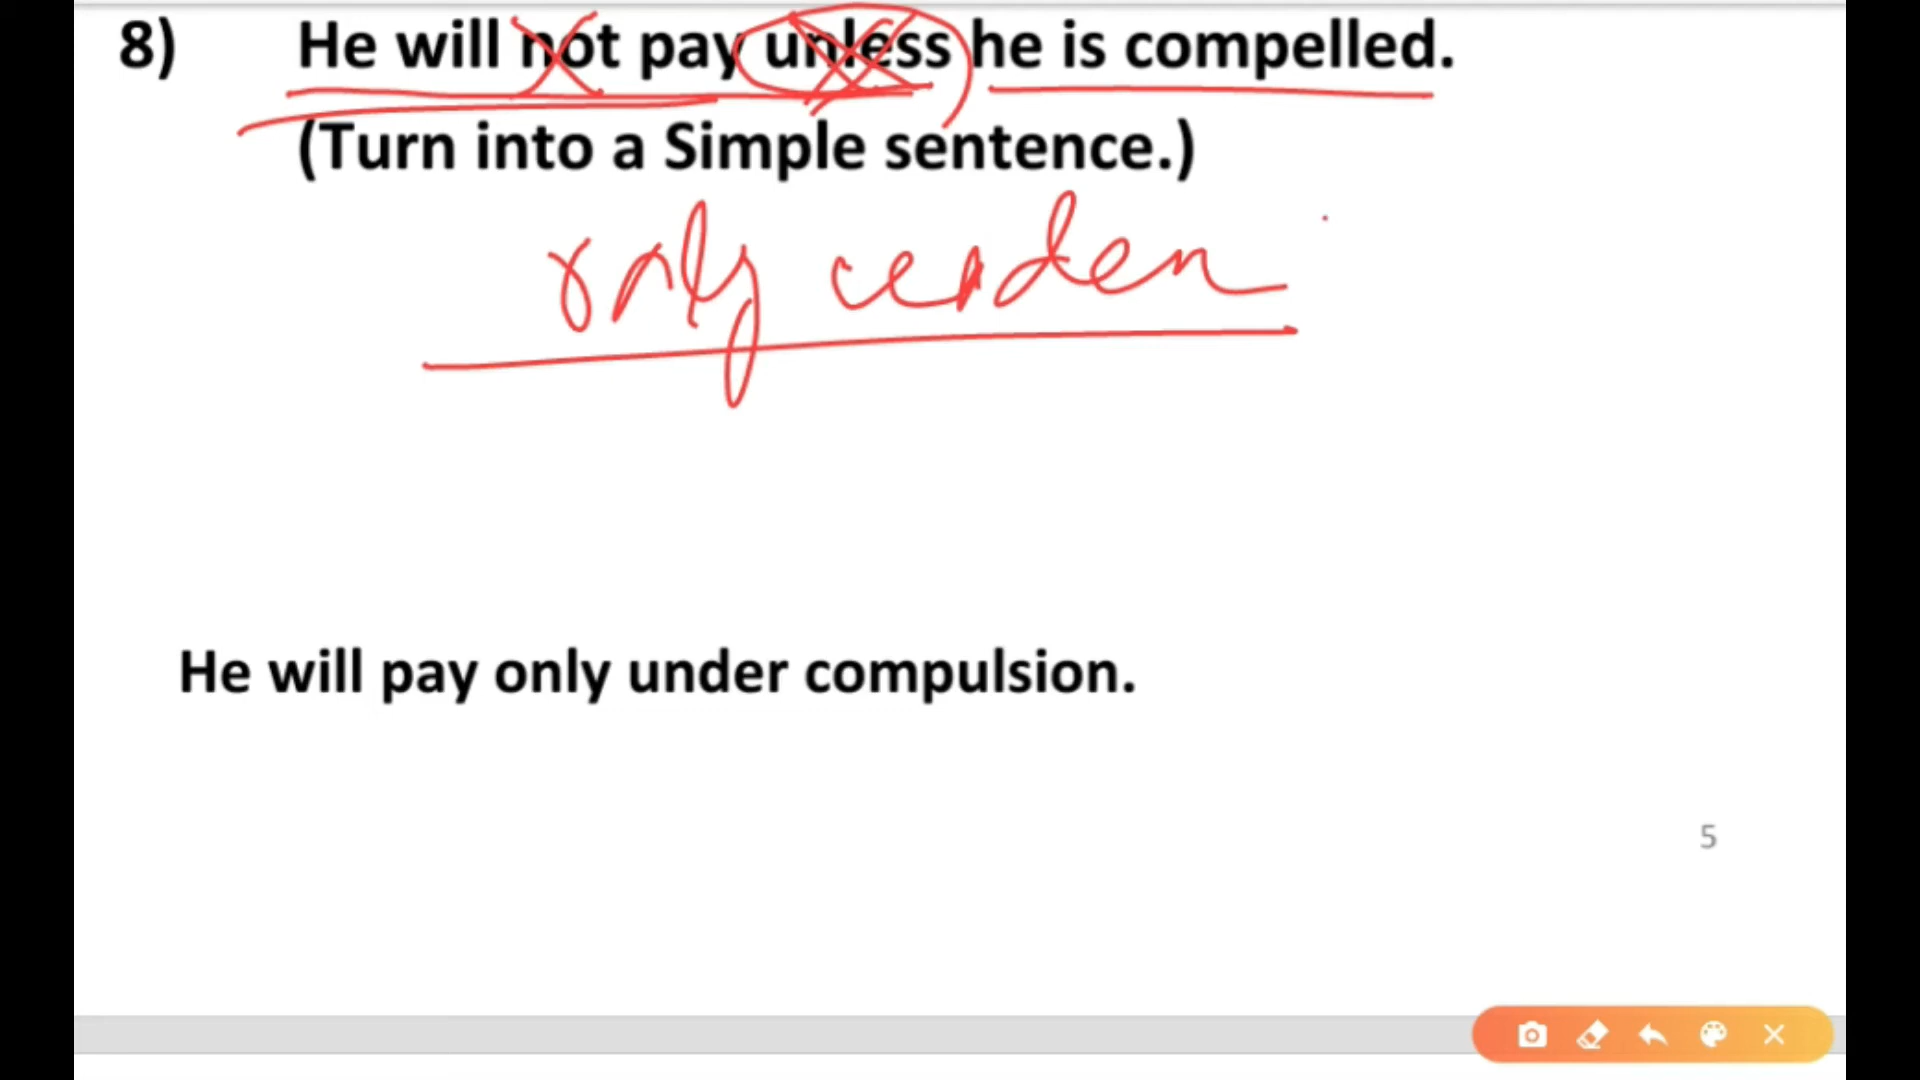 8) He will not pay unless he is compelled.
(Turn into a Simple sentence.)
only under
He will pay only under compulsion.
5